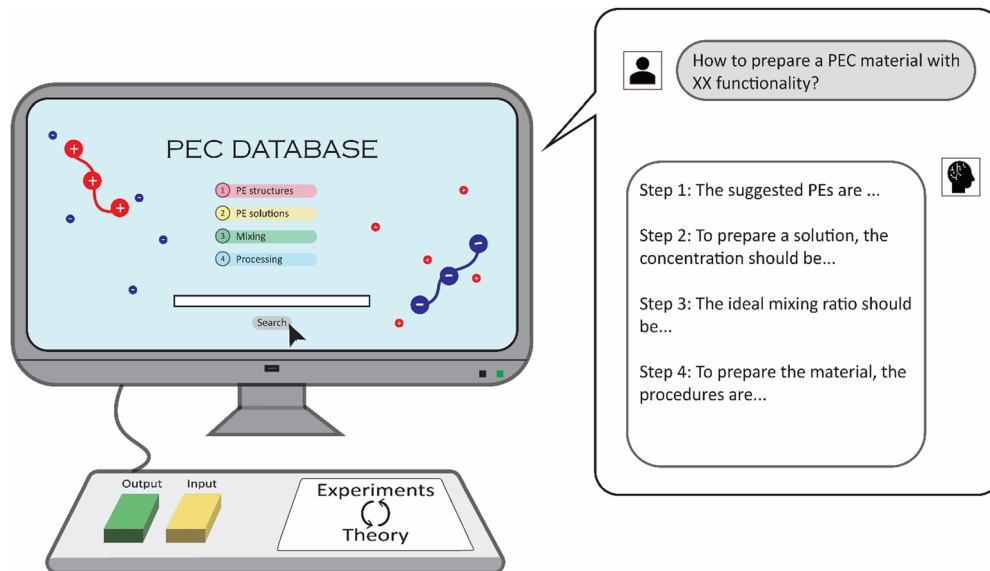 PEC DATABASE
1 PE structures
2 PE solutions
3 Mixing
4 Processing
Search
Output
Input
Experiments
Theory
How to prepare a PEC material with
XX functionality?
Step 1: The suggested PEs are ...
Step 2: To prepare a solution, the
concentration should be...
Step 3: The ideal mixing ratio should
be...
Step 4: To prepare the material, the
procedures are...